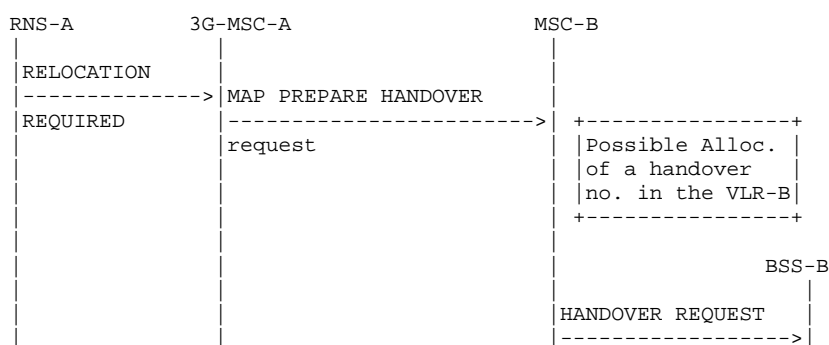 RNS-A 3G-MSC-A MSC-B
RELOCATION
MAP PREPARE HANDOVER
REQUIRED
request
Possible Alloc.
of a handover
no. in the VLR-B
BSS-B
HANDOVER REQUEST